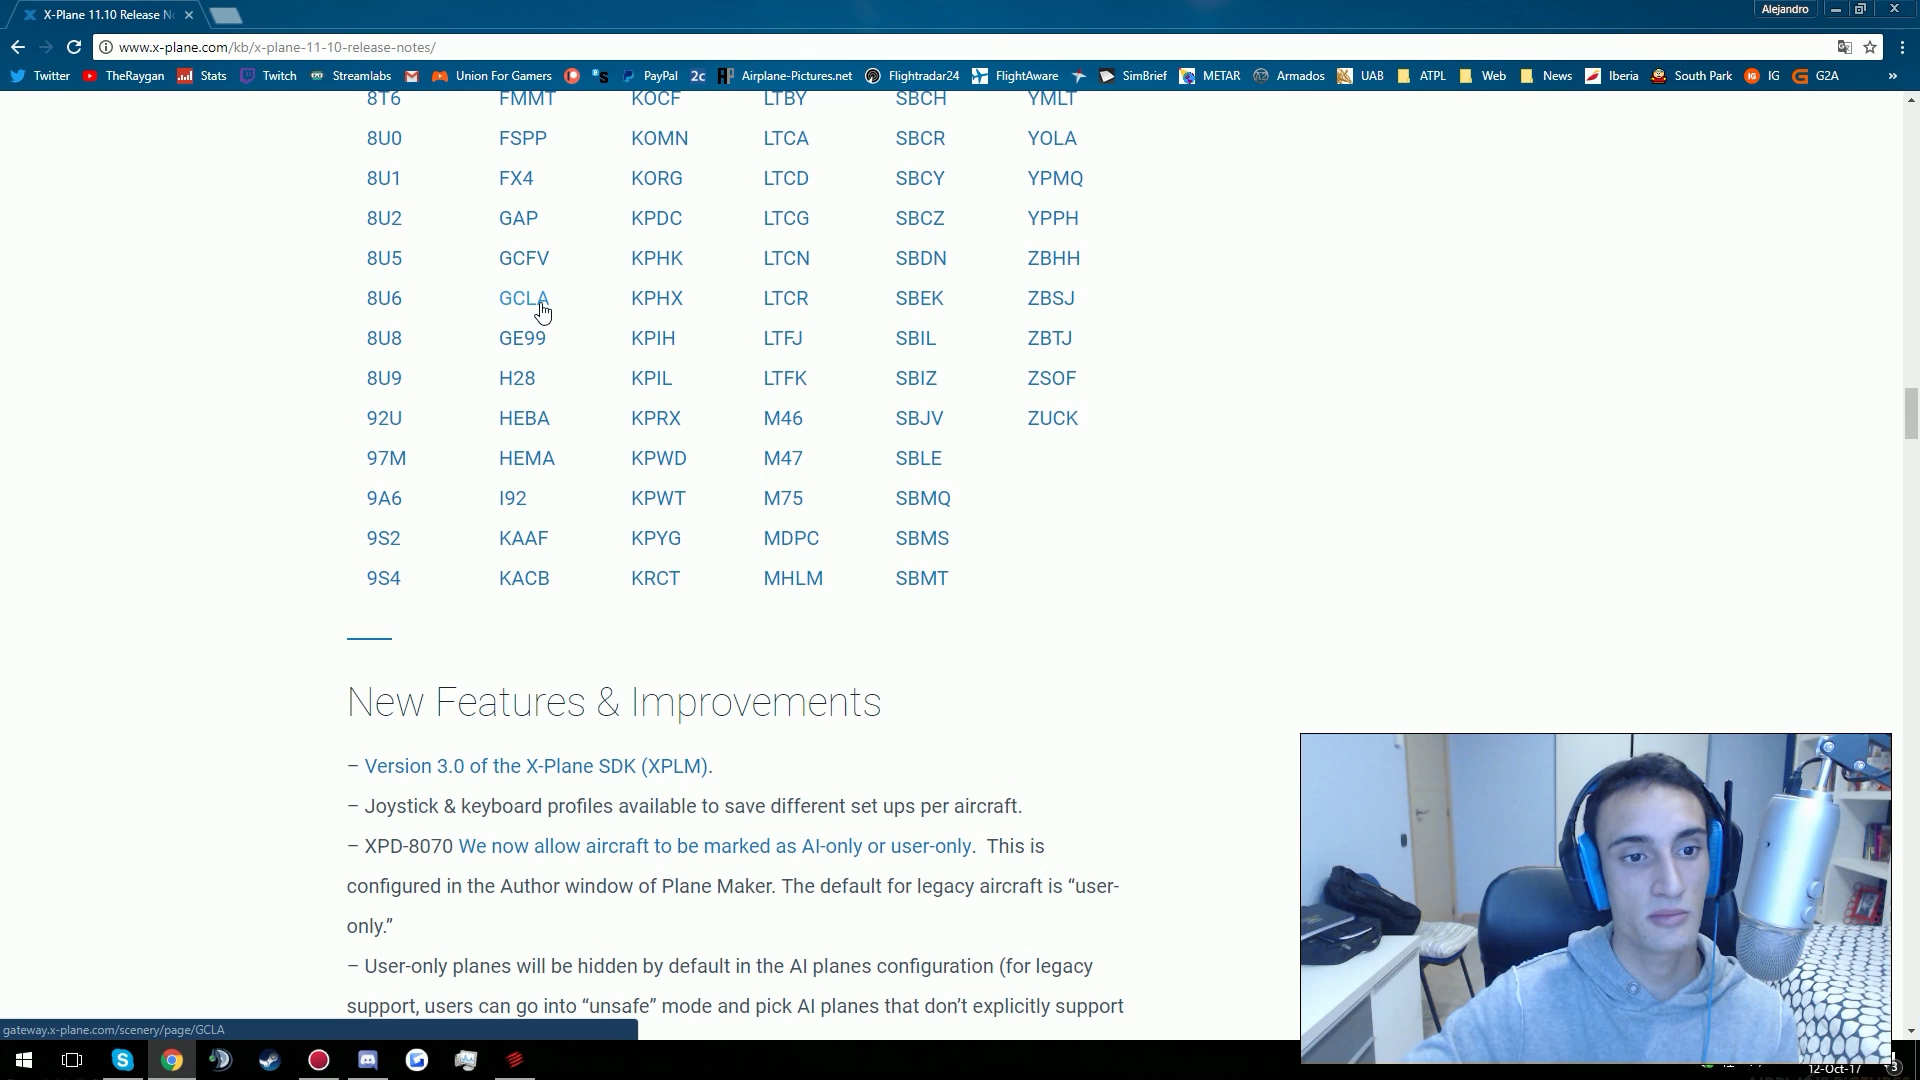 X-Plane 11.10 Release No
Alejandro
www.x-plane.com/kb/x-plane-11-10-release-notes/
Twitter TheRaygan Stats Twitch Streamlabs Union For Gamers PayPal 2c Airplane-Pictures.net Flightradar24 FlightAware SimBrief METAR Armados UAB ATPL Web News Iberia South Park IG G2A »
8T6 FMMT KOCF LTBY SBCH YMLT
8U0 FSPP KOMN LTCA SBCR YOLA
8U1 FX4 KORG LTCD SBCY YPMQ
8U2 GAP KPDC LTCG SBCZ YPPH
8U5 GCFV KPHK LTCN SBDN ZBHH
8U6 GCLA KPHX LTCR SBEK ZBSJ
8U8 GE99 KPIH LTFJ SBIL ZBTJ
8U9 H28 KPIL LTFK SBIZ ZSOF
92U HEBA KPRX M46 SBJV ZUCK
97M HEMA KPWD M47 SBLE
9A6 I92 KPWT M75 SBMQ
9S2 KAAF KPYG MDPC SBMS
9S4 KACB KRCT MHLM SBMT
New Features & Improvements
– Version 3.0 of the X-Plane SDK (XPLM).
– Joystick & keyboard profiles available to save different set ups per aircraft.
– XPD-8070 We now allow aircraft to be marked as AI-only or user-only. This is
configured in the Author window of Plane Maker. The default for legacy aircraft is “user-
only.”
– User-only planes will be hidden by default in the AI planes configuration (for legacy
support, users can go into “unsafe” mode and pick AI planes that don’t explicitly support
gateway.x-plane.com/scenery/page/GCLA
12-Oct-17
3